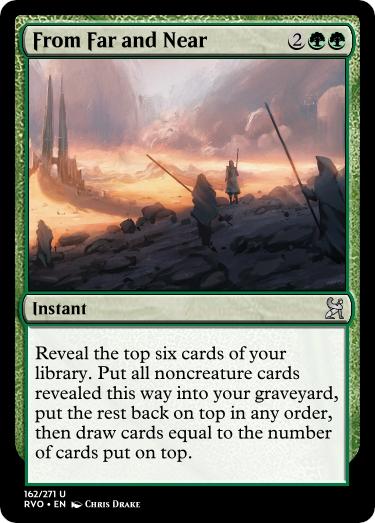 From Far and Near 2
Instant
Reveal the top six cards of your
library. Put all noncreature cards
revealed this way into your graveyard,
put the rest back on top in any order,
then draw cards equal to the number
of cards put on top.
162/271 U
RVO • EN Chris Drake